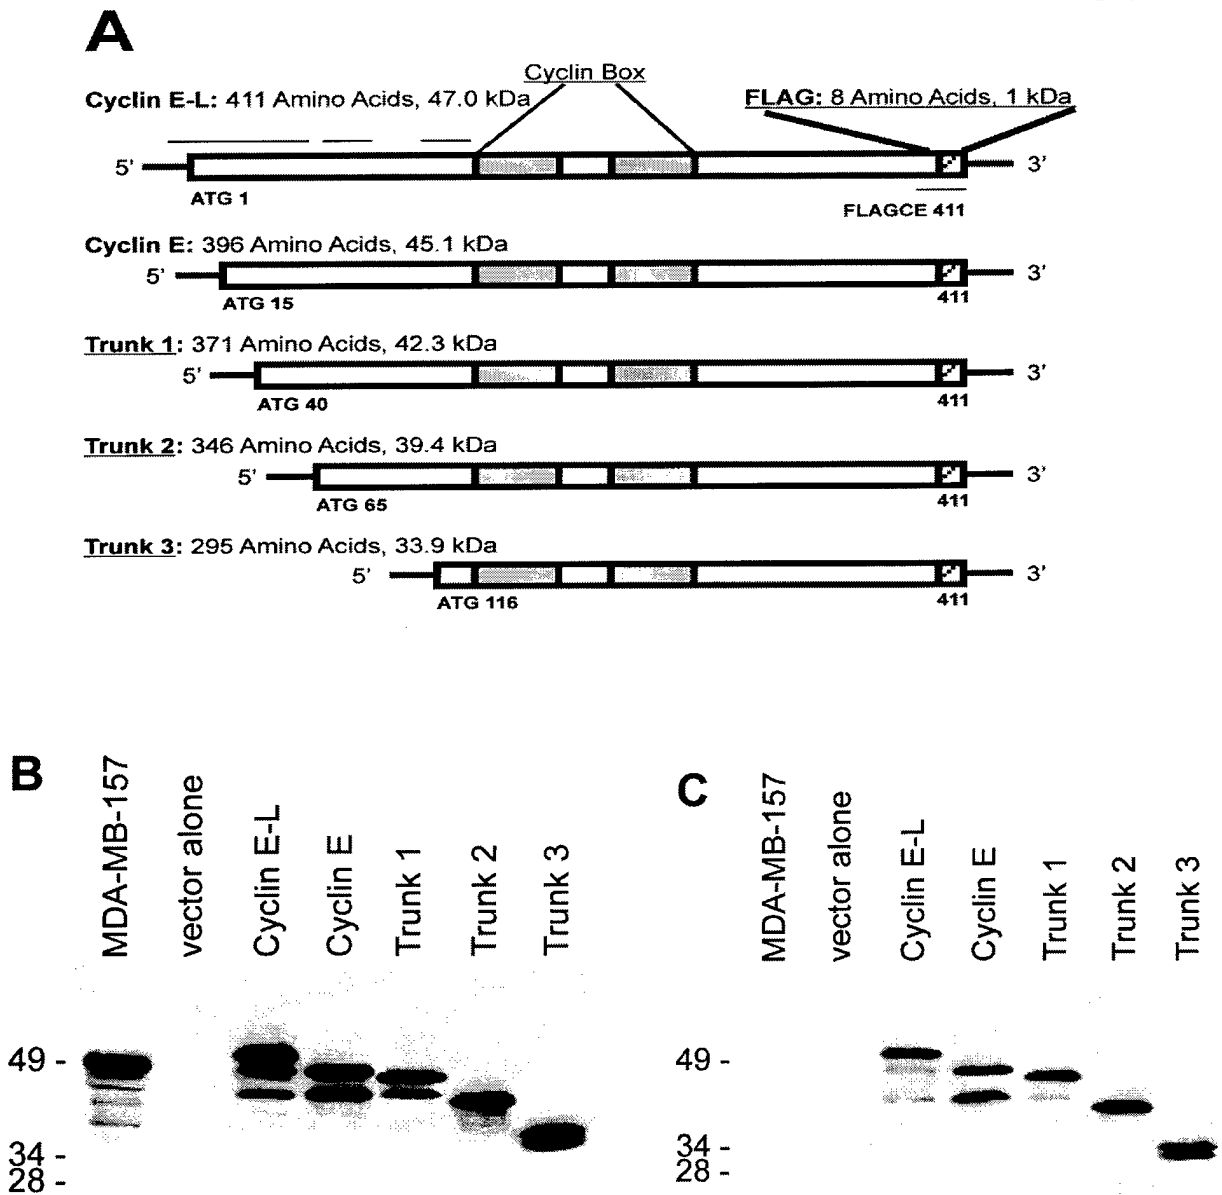 A
Cyclin Box
Cyclin E-L: 411 Amino Acids, 47.0 kDa
FLAG: 8 Amino Acids, 1 kDa
5' 3'
ATG 1
FLAGCE 411
Cyclin E: 396 Amino Acids, 45.1 kDa
5' 3'
ATG 15 411
Trunk 1: 371 Amino Acids, 42.3 kDa
5' 3'
ATG 40 411
Trunk 2: 346 Amino Acids, 39.4 kDa
5' 3'
ATG 65 411
Trunk 3: 295 Amino Acids, 33.9 kDa
5' 3'
ATG 116 411
B
MDA-MB-157
vector alone
Cyclin E-L
Cyclin E
Trunk 1
Trunk 2
Trunk 3
49 -
34 -
28 -
C
MDA-MB-157
vector alone
Cyclin E-L
Cyclin E
Trunk 1
Trunk 2
Trunk 3
49 -
34 -
28 -